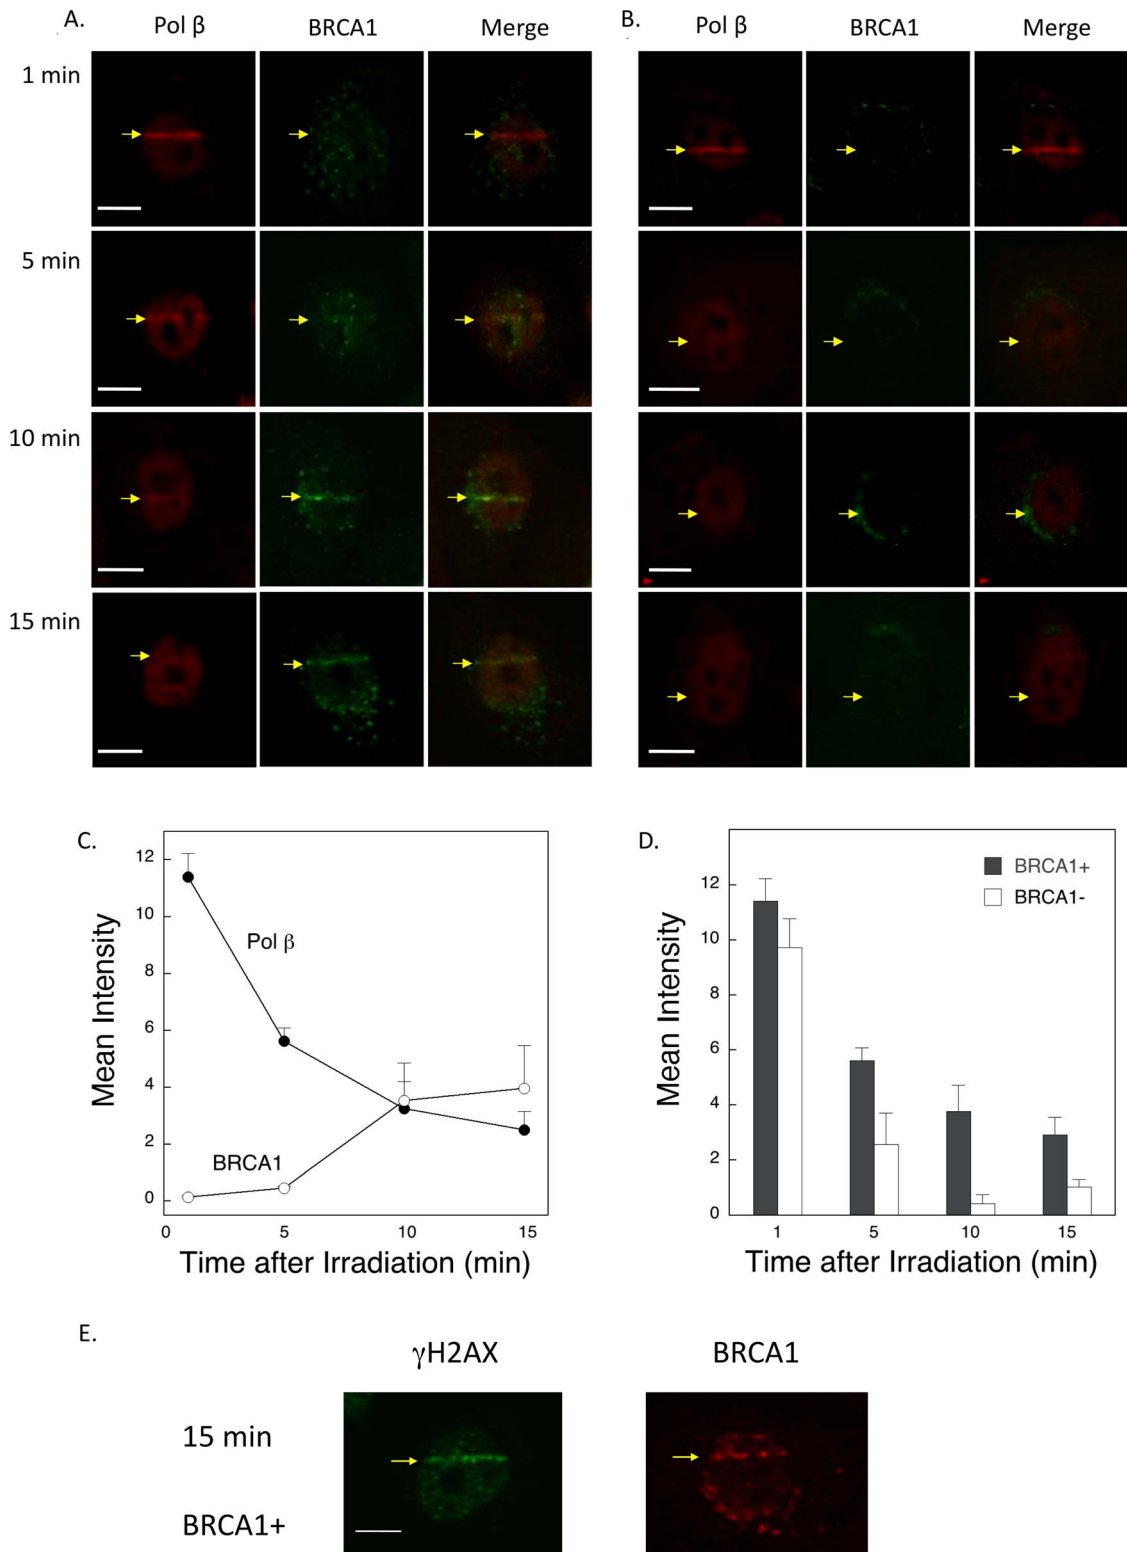 A. Pol β BRCA1 Merge B. Pol β BRCA1 Merge
1 min
5 min
10 min
15 min
C.
12
10
8
6
4
2
0
Mean Intensity
Pol β
BRCA1
0 5 10 15
Time after Irradiation (min)
D.
12
10
8
6
4
2
0
Mean Intensity
BRCA1+
BRCA1-
1 5 10 15
Time after Irradiation (min)
E.
γH2AX BRCA1
15 min
BRCA1+